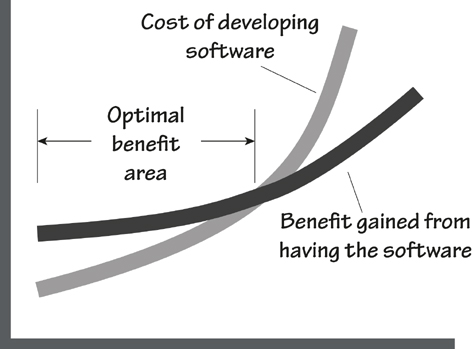 Cost of developing
software
Optimal
benefit
area
Benefit gained from
having the software